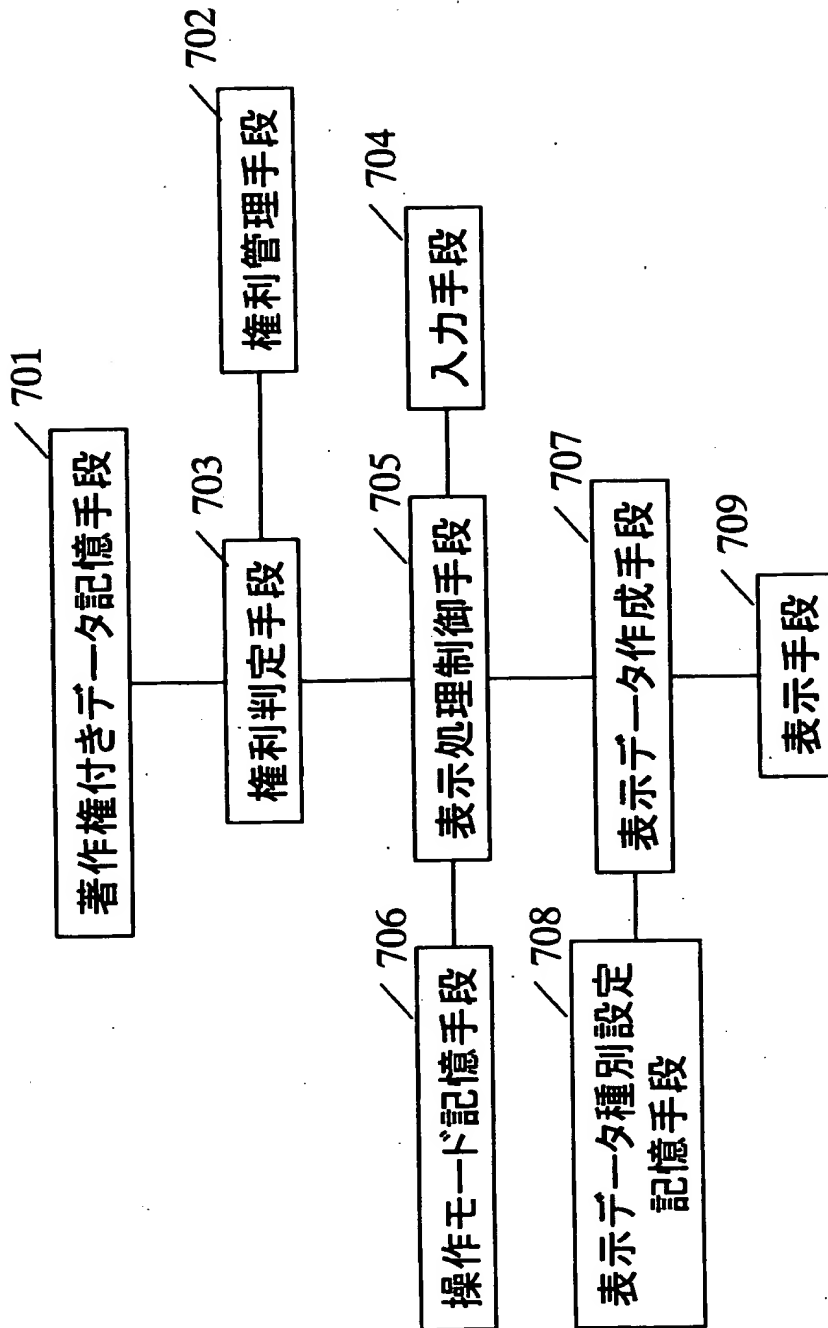 701
著作権付きデータ記憶手段
702
権利管理手段
703
権利判定手段
704
入力手段
705
表示処理制御手段
706
操作モード記憶手段
707
表示データ作成手段
708
表示データ種別設定
記憶手段
709
表示手段